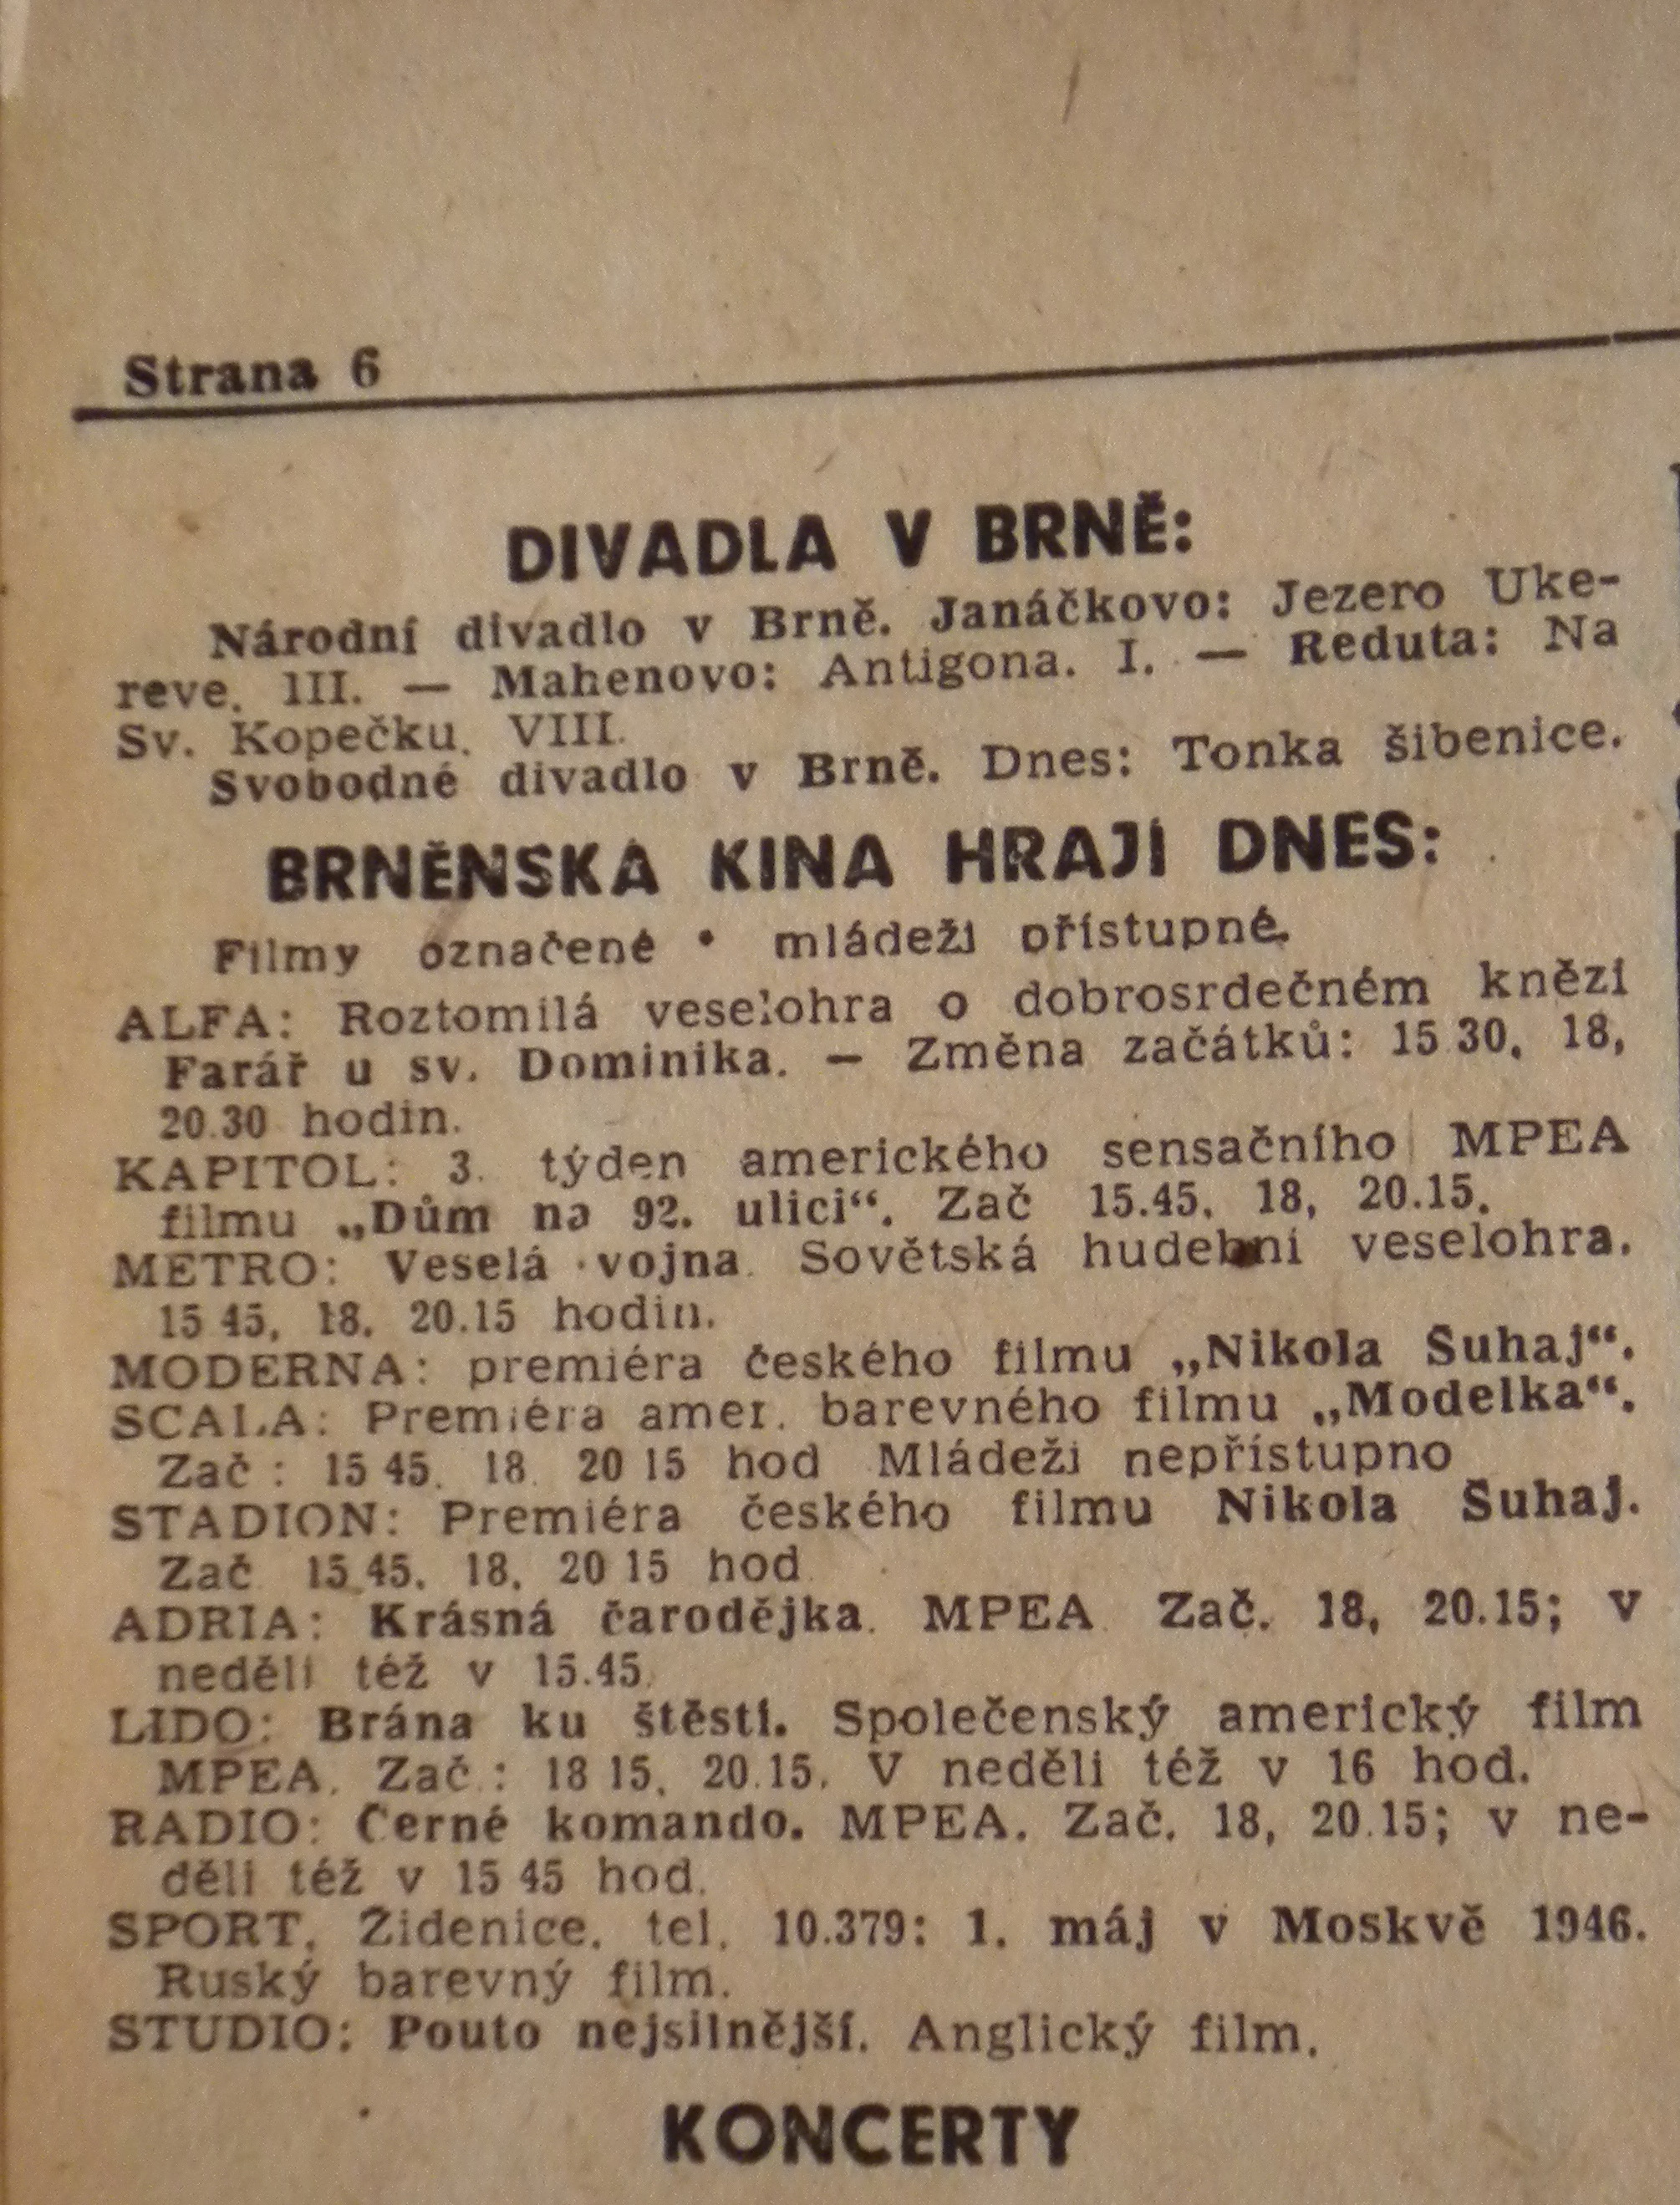 Strana 6
DIVADLA V BRNĚ:
Národní divadlo v Brně. Janáčkovo: Jezero Uke-
reve. III. — Mahenovo: Antigona. I. — Reduta: Na
Sv. Kopečku. VIII.
Svobodné divadlo v Brně. Dnes: Tonka šibenice.
BRNĚNSKÁ KINA HRAJÍ DNES:
Filmy označené • mládeži přístupné.
ALFA: Roztomilá veselohra o dobrosrdečném knězi
Farář u sv. Dominika. — Změna začátků: 15 30, 18,
20.30 hodin.
KAPITOL: 3. týden amerického sensačního MPEA
filmu „Dům na 92. ulici“. Zač 15.45, 18, 20.15.
METRO: Veselá vojna. Sovětská hudební veselohra.
15 45, 18, 20.15 hodin.
MODERNA: premiéra českého filmu „Nikola Šuhaj“.
SCALA: Premiéra amer. barevného filmu „Modelka“.
Zač : 15 45, 18. 20 15 hod Mládeži nepřístupno
STADION: Premiéra českého filmu Nikola Šuhaj.
Zač 15.45, 18, 20 15 hod
ADRIA: Krásná čarodějka. MPEA. Zač. 18, 20.15; v
neděli též v 15.45.
LIDO: Brána ku štěstí. Společenský americký film
MPEA. Zač.: 18 15, 20.15. V neděli též v 16 hod.
RADIO: Černé komando. MPEA. Zač. 18, 20.15; v ne-
děli též v 15 45 hod.
SPORT, Židenice, tel. 10.379: 1. máj v Moskvě 1946.
Ruský barevný film.
STUDIO: Pouto nejsilnější. Anglický film.
KONCERTY